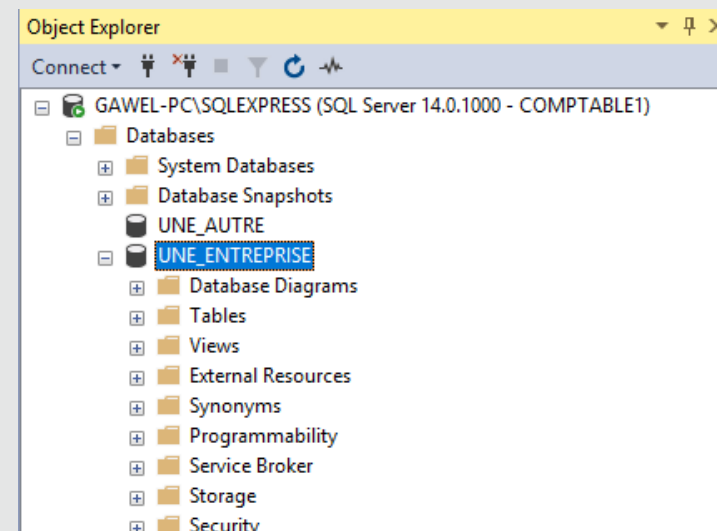 Object Explorer
Connect
GAWEL-PC\SQLEXPRESS (SQL Server 14.0.1000 - COMPTABLE1)
Databases
System Databases
Database Snapshots
UNE_AUTRE
UNE_ENTREPRISE
Database Diagrams
Tables
Views
External Resources
Synonyms
Programmability
Service Broker
Storage
Security